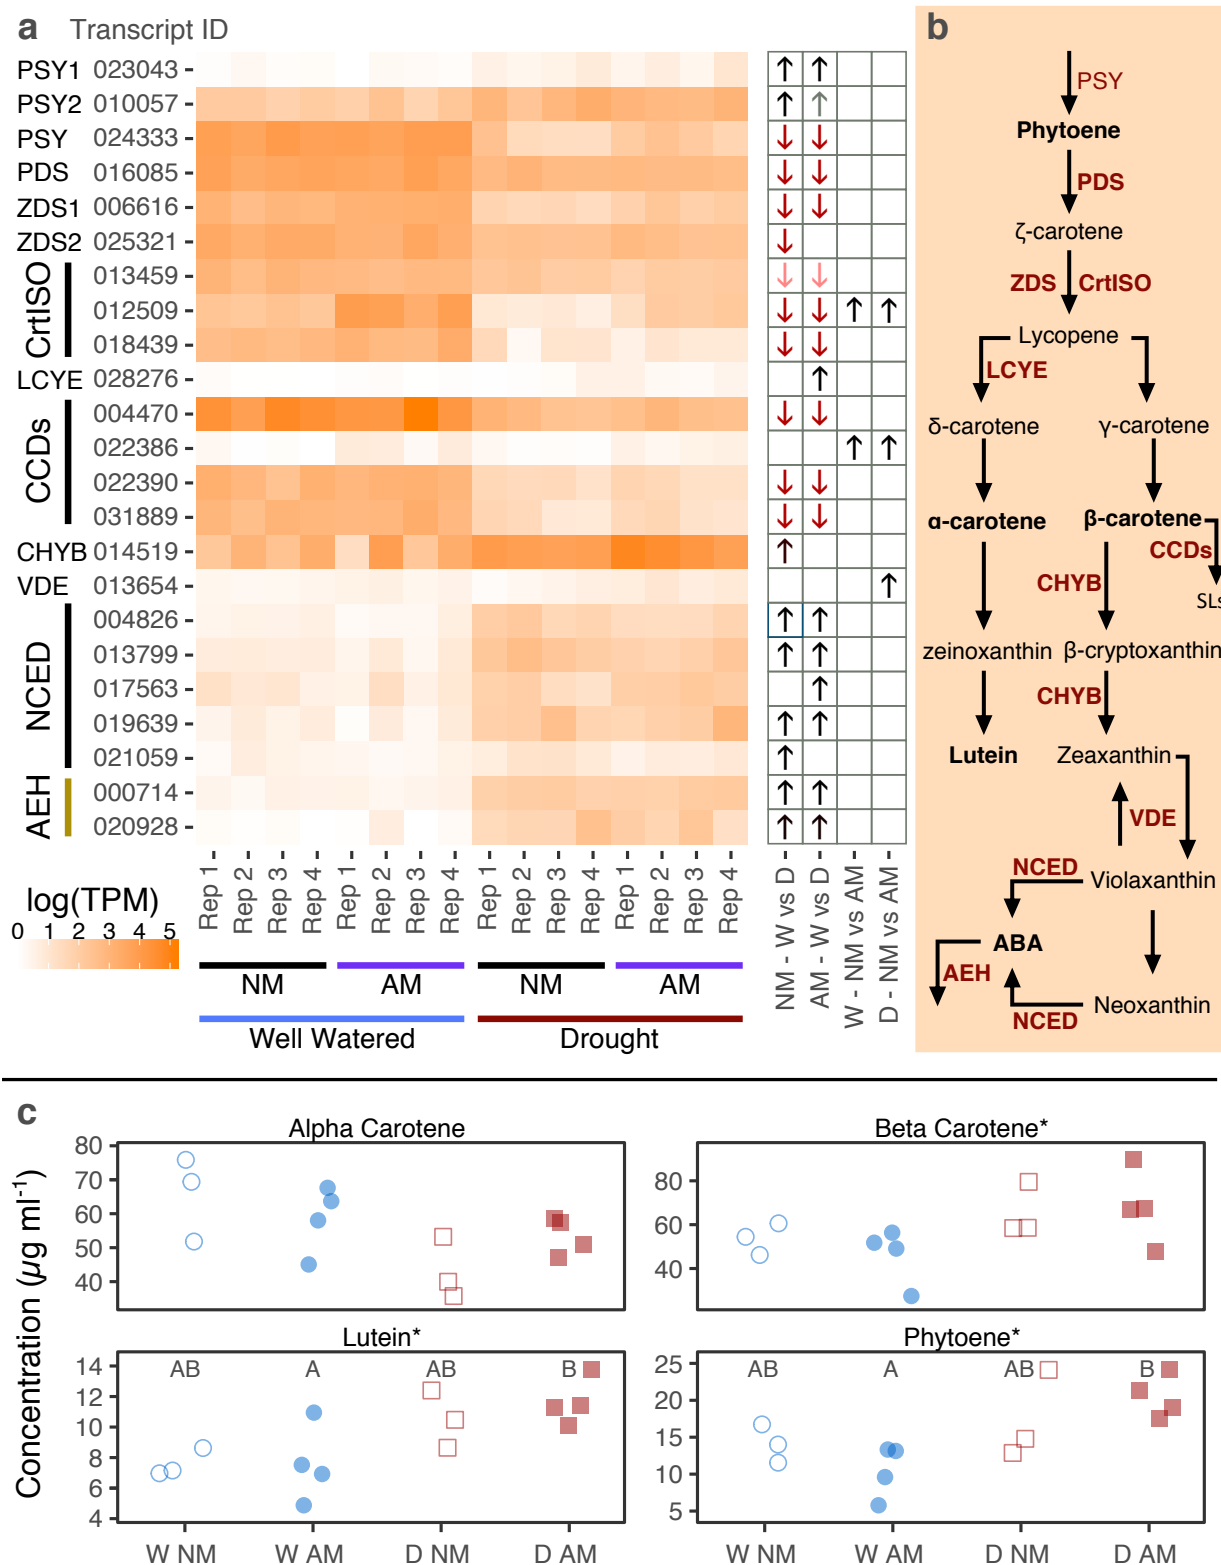 a Transcript ID
PSY1 023043
PSY2 010057
PSY 024333
PDS 016085
ZDS1 006616
ZDS2 025321
CrtISO
013459
012509
018439
LCYE 028276
CCDs
004470
022386
022390
031889
CHYB 014519
VDE 013654
NCED
004826
013799
017563
019639
021059
AEH
000714
020928
log(TPM)
0 1 2 3 4 5
Rep 1 Rep 2 Rep 3 Rep 4 Rep 1 Rep 2 Rep 3 Rep 4 Rep 1 Rep 2 Rep 3 Rep 4 Rep 1 Rep 2 Rep 3 Rep 4
NM AM NM AM
Well Watered Drought
NM - W vs D
AM - W vs D
W - NM vs AM
D - NM vs AM
b
PSY
Phytoene
PDS
ζ-carotene
ZDS CrtISO
Lycopene
LCYE
δ-carotene γ-carotene
α-carotene β-carotene
CCDs
CHYB
SLs
zeinoxanthin β-cryptoxanthin
CHYB
Lutein Zeaxanthin
VDE
NCED
Violaxanthin
ABA
AEH
Neoxanthin
NCED
c
Concentration (µg ml-1)
Alpha Carotene
80
70
60
50
40
Beta Carotene*
80
60
40
Lutein*
AB A AB B
14
12
10
8
6
4
W NM W AM D NM D AM
Phytoene*
AB A AB B
25
20
15
10
5
W NM W AM D NM D AM